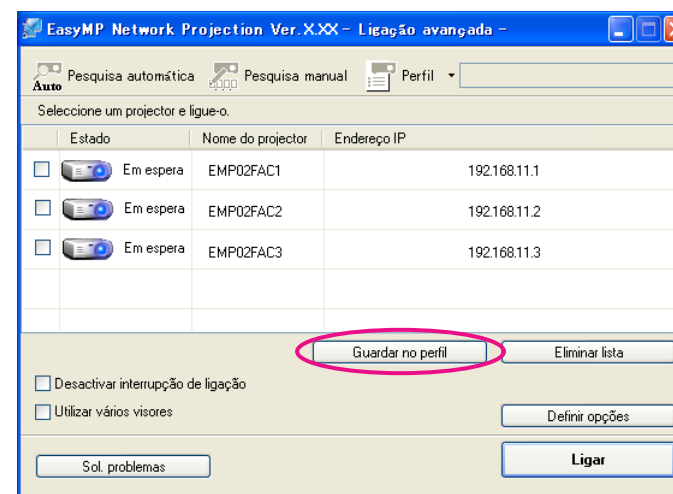 EasyMP Network Projection Ver.X.XX - Ligação avançada -
Auto Pesquisa automática Pesquisa manual Perfil
Seleccione um projector e ligue-o.
Estado Nome do projector Endereço IP
Em espera EMP02FAC1 192.168.11.1
Em espera EMP02FAC2 192.168.11.2
Em espera EMP02FAC3 192.168.11.3
Guardar no perfil Eliminar lista
Desactivar interrupção de ligação
Utilizar vários visores Definir opções
Sol. problemas Ligar